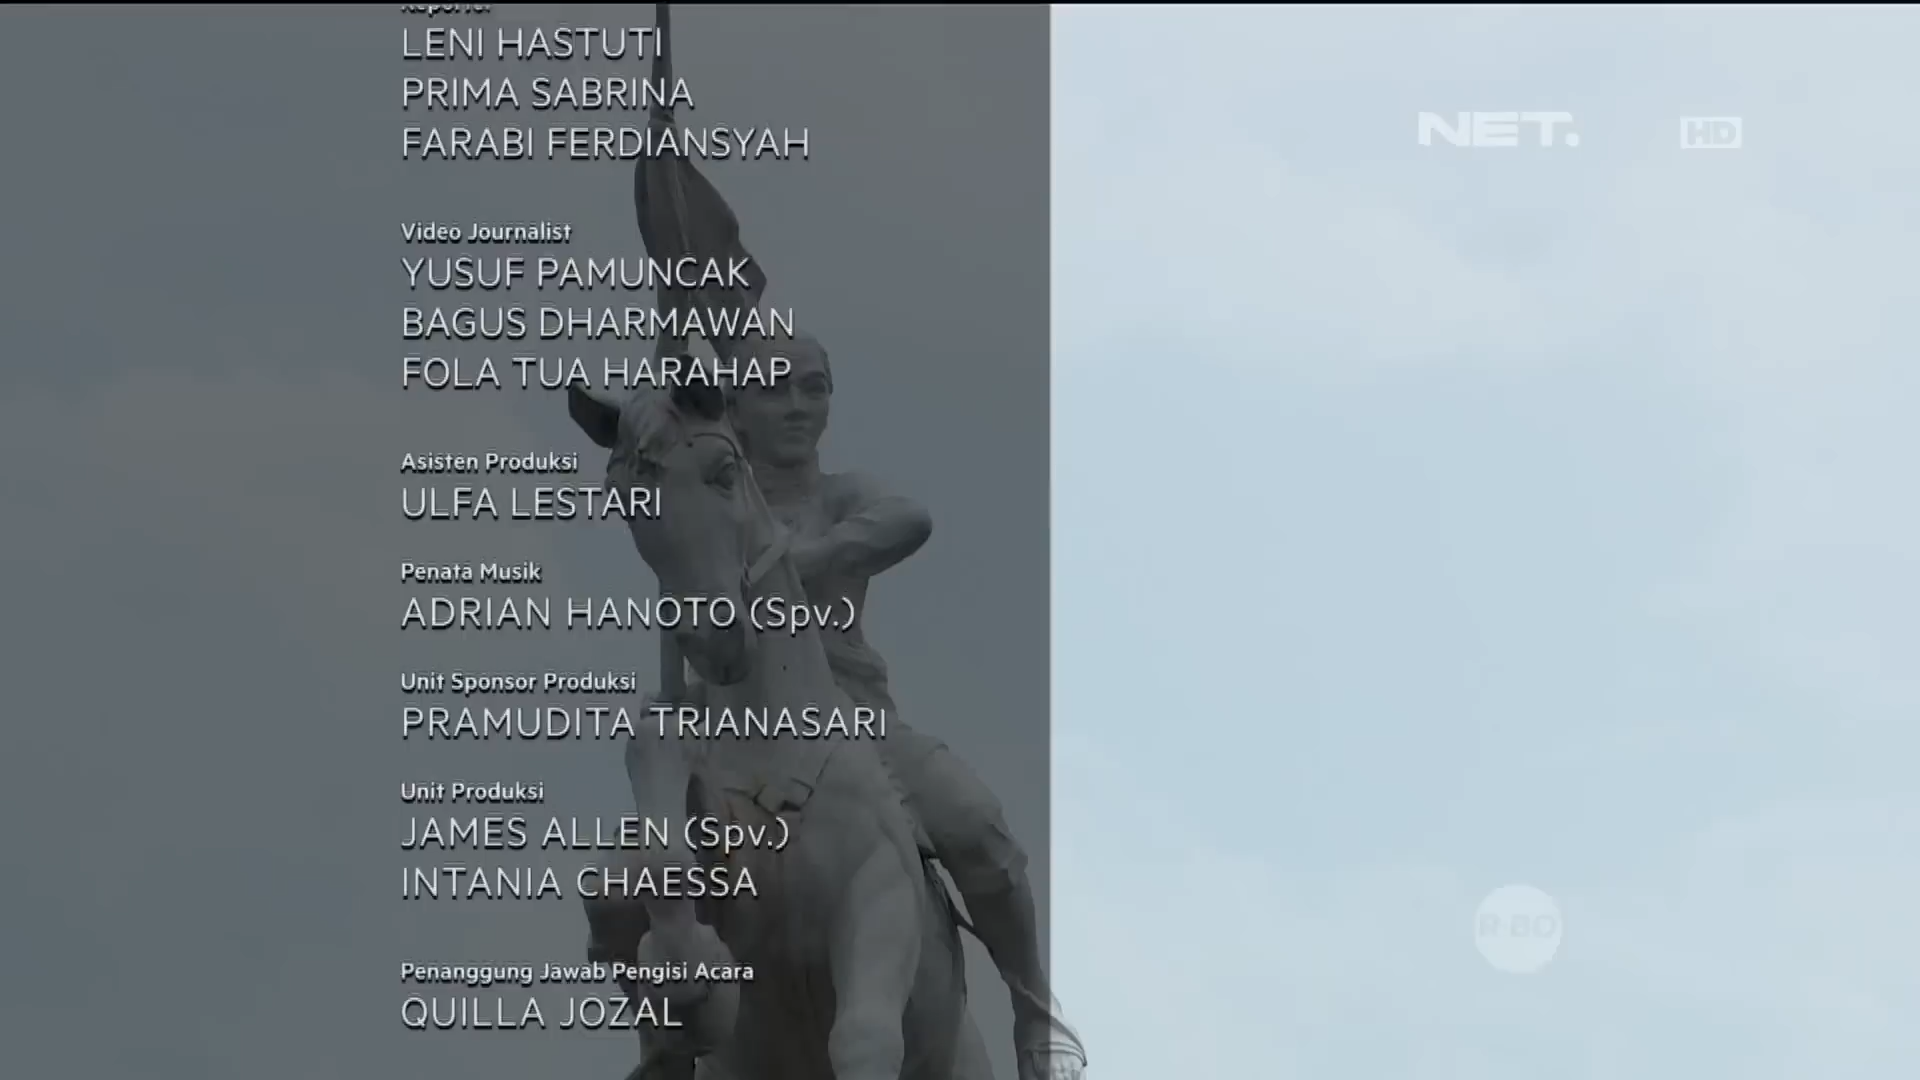 Reporter
LENI HASTUTI
PRIMA SABRINA
FARABI FERDIANSYAH
NET.
HD
Video Journalist
YUSUF PAMUNCAK
BAGUS DHARMAWAN
FOLA TUA HARAHAP
Asisten Produksi
ULFA LESTARI
Penata Musik
ADRIAN HANOTO (Spv.)
Unit Sponsor Produksi
PRAMUDITA TRIANASARI
Unit Produksi
JAMES ALLEN (Spv.)
INTANIA CHAESSA
R-BO
Penanggung Jawab Pengisi Acara
QUILLA JOZAL